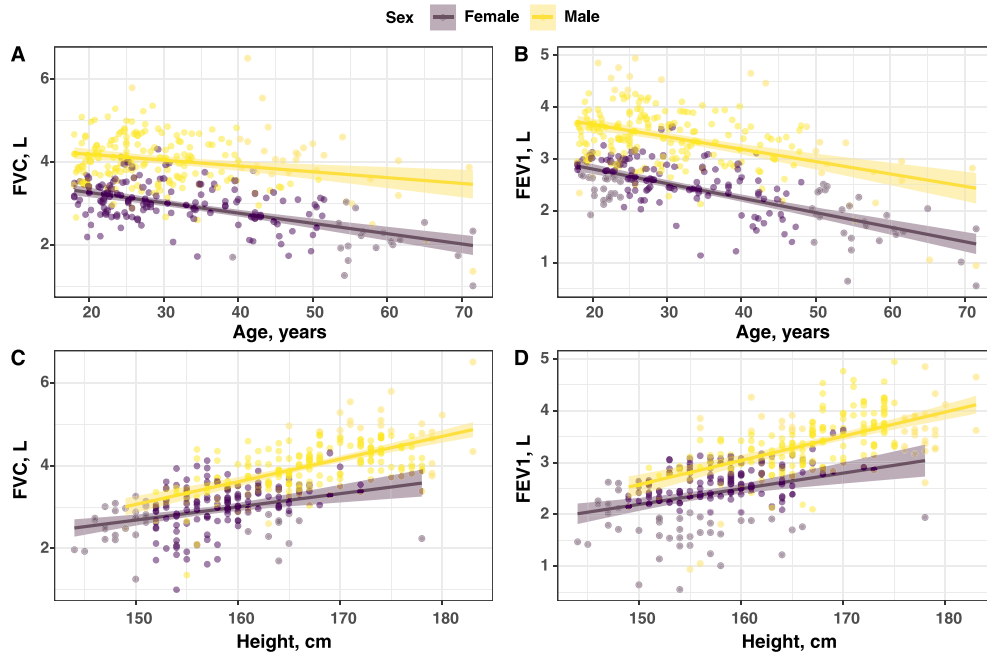 Sex Female Male
A
FVC, L
6
4
2
20 30 40 50 60 70
Age, years
B
FEV1, L
5
4
3
2
1
20 30 40 50 60 70
Age, years
C
FVC, L
6
4
2
150 160 170 180
Height, cm
D
FEV1, L
5
4
3
2
1
150 160 170 180
Height, cm